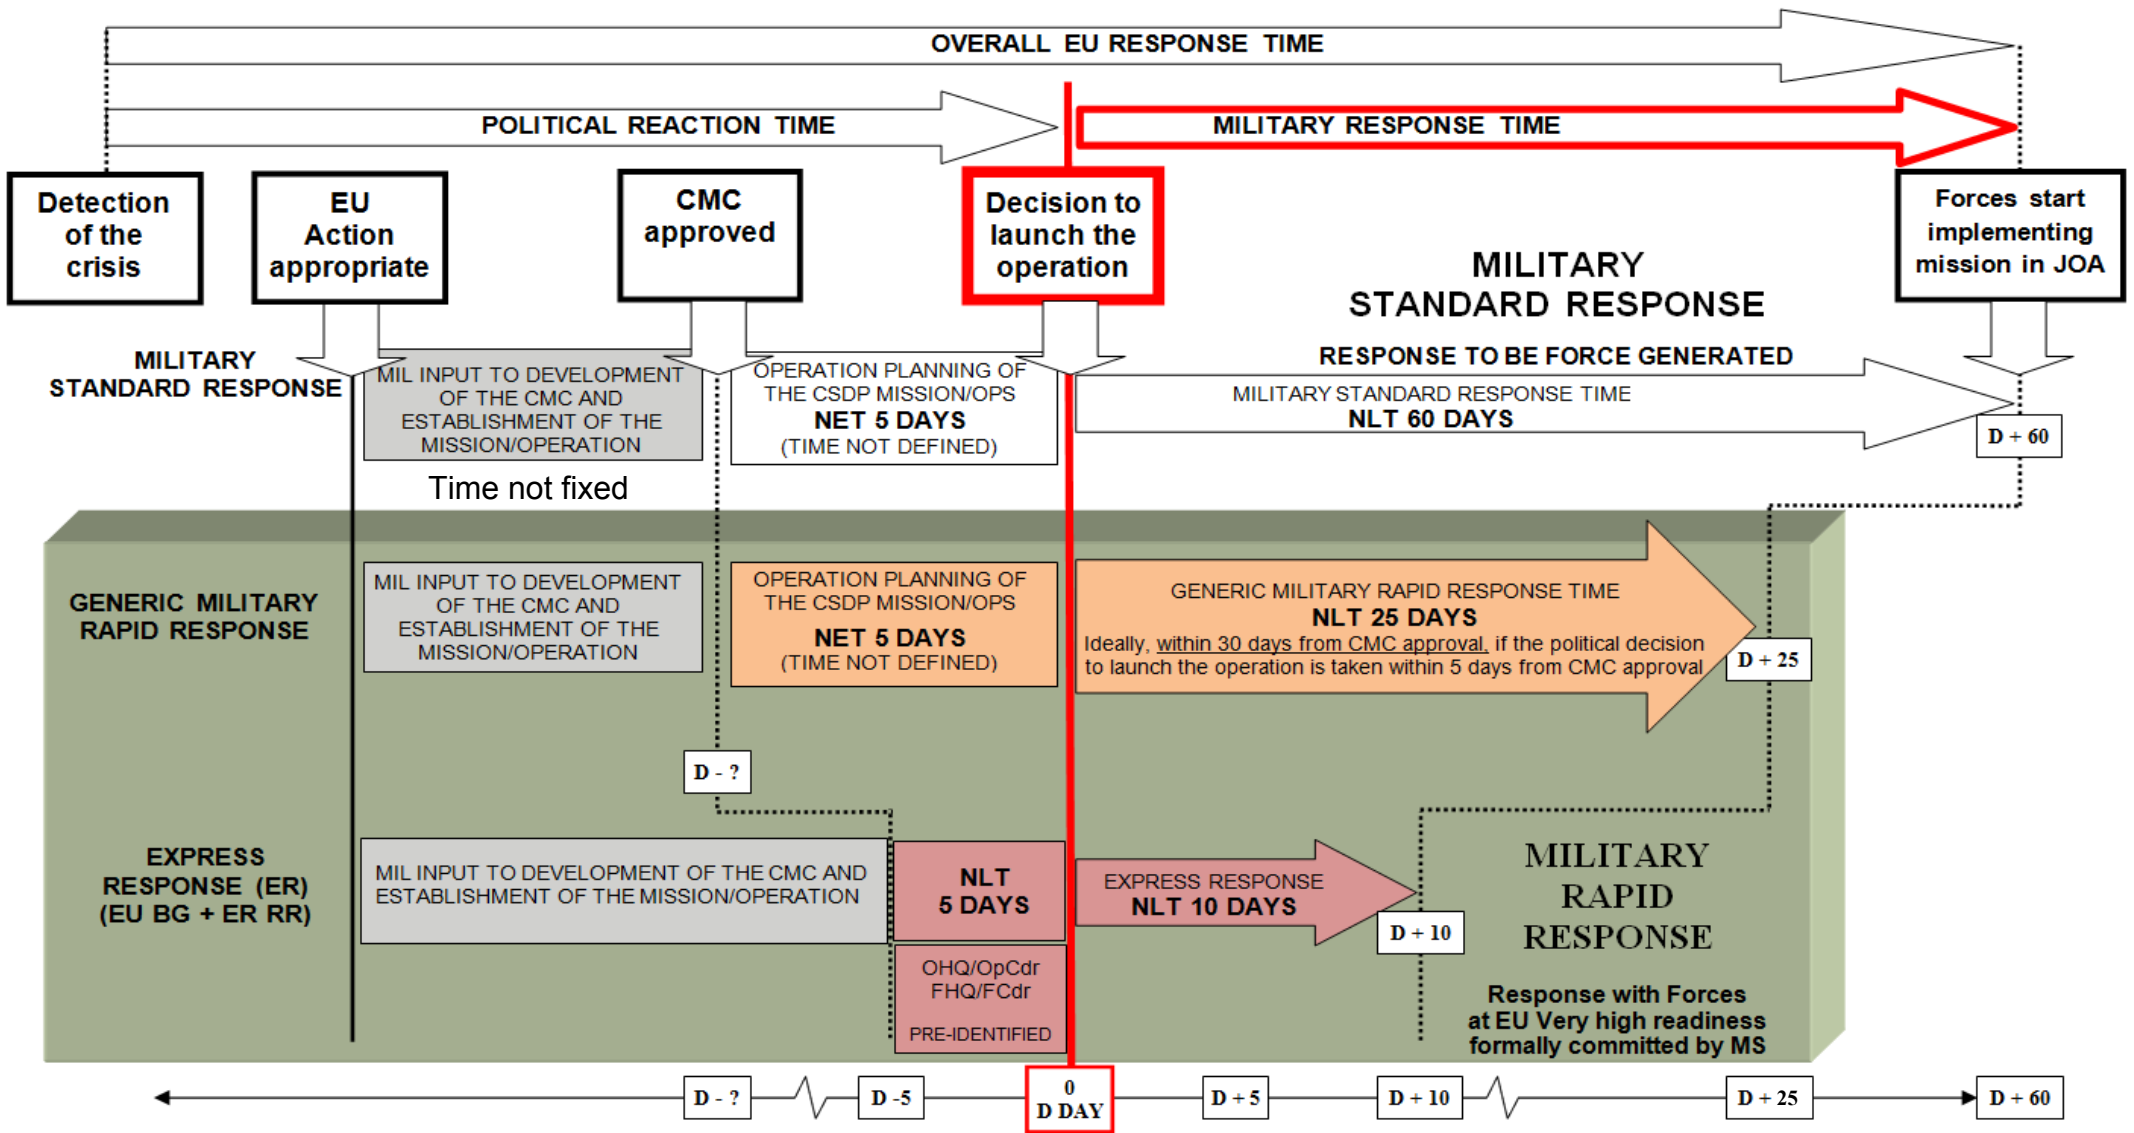 OVERALL EU RESPONSE TIME
POLITICAL REACTION TIME
MILITARY RESPONSE TIME
Detection
of the
crisis
EU
Action
appropriate
CMC
approved
Decision to
launch the
operation
Forces start
implementing
mission in JOA
MILITARY
STANDARD RESPONSE
MILITARY
STANDARD RESPONSE
MIL INPUT TO DEVELOPMENT
OF THE CMC AND
ESTABLISHMENT OF THE
MISSION/OPERATION
Time not fixed
OPERATION PLANNING OF
THE CSDP MISSION/OPS
NET 5 DAYS
(TIME NOT DEFINED)
RESPONSE TO BE FORCE GENERATED
MILITARY STANDARD RESPONSE TIME
NLT 60 DAYS
D + 60
GENERIC MILITARY
RAPID RESPONSE
MIL INPUT TO DEVELOPMENT
OF THE CMC AND
ESTABLISHMENT OF THE
MISSION/OPERATION
OPERATION PLANNING OF
THE CSDP MISSION/OPS
NET 5 DAYS
(TIME NOT DEFINED)
GENERIC MILITARY RAPID RESPONSE TIME
NLT 25 DAYS
Ideally, within 30 days from CMC approval, if the political decision
to launch the operation is taken within 5 days from CMC approval
D + 25
D - ?
EXPRESS
RESPONSE (ER)
(EU BG + ER RR)
MIL INPUT TO DEVELOPMENT OF THE CMC AND
ESTABLISHMENT OF THE MISSION/OPERATION
NLT
5 DAYS
OHQ/OpCdr
FHQ/FCdr
PRE-IDENTIFIED
EXPRESS RESPONSE
NLT 10 DAYS
D + 10
MILITARY
RAPID
RESPONSE
Response with Forces
at EU Very high readiness
formally committed by MS
D - ?
D -5
0
D DAY
D + 5
D + 10
D + 25
D + 60